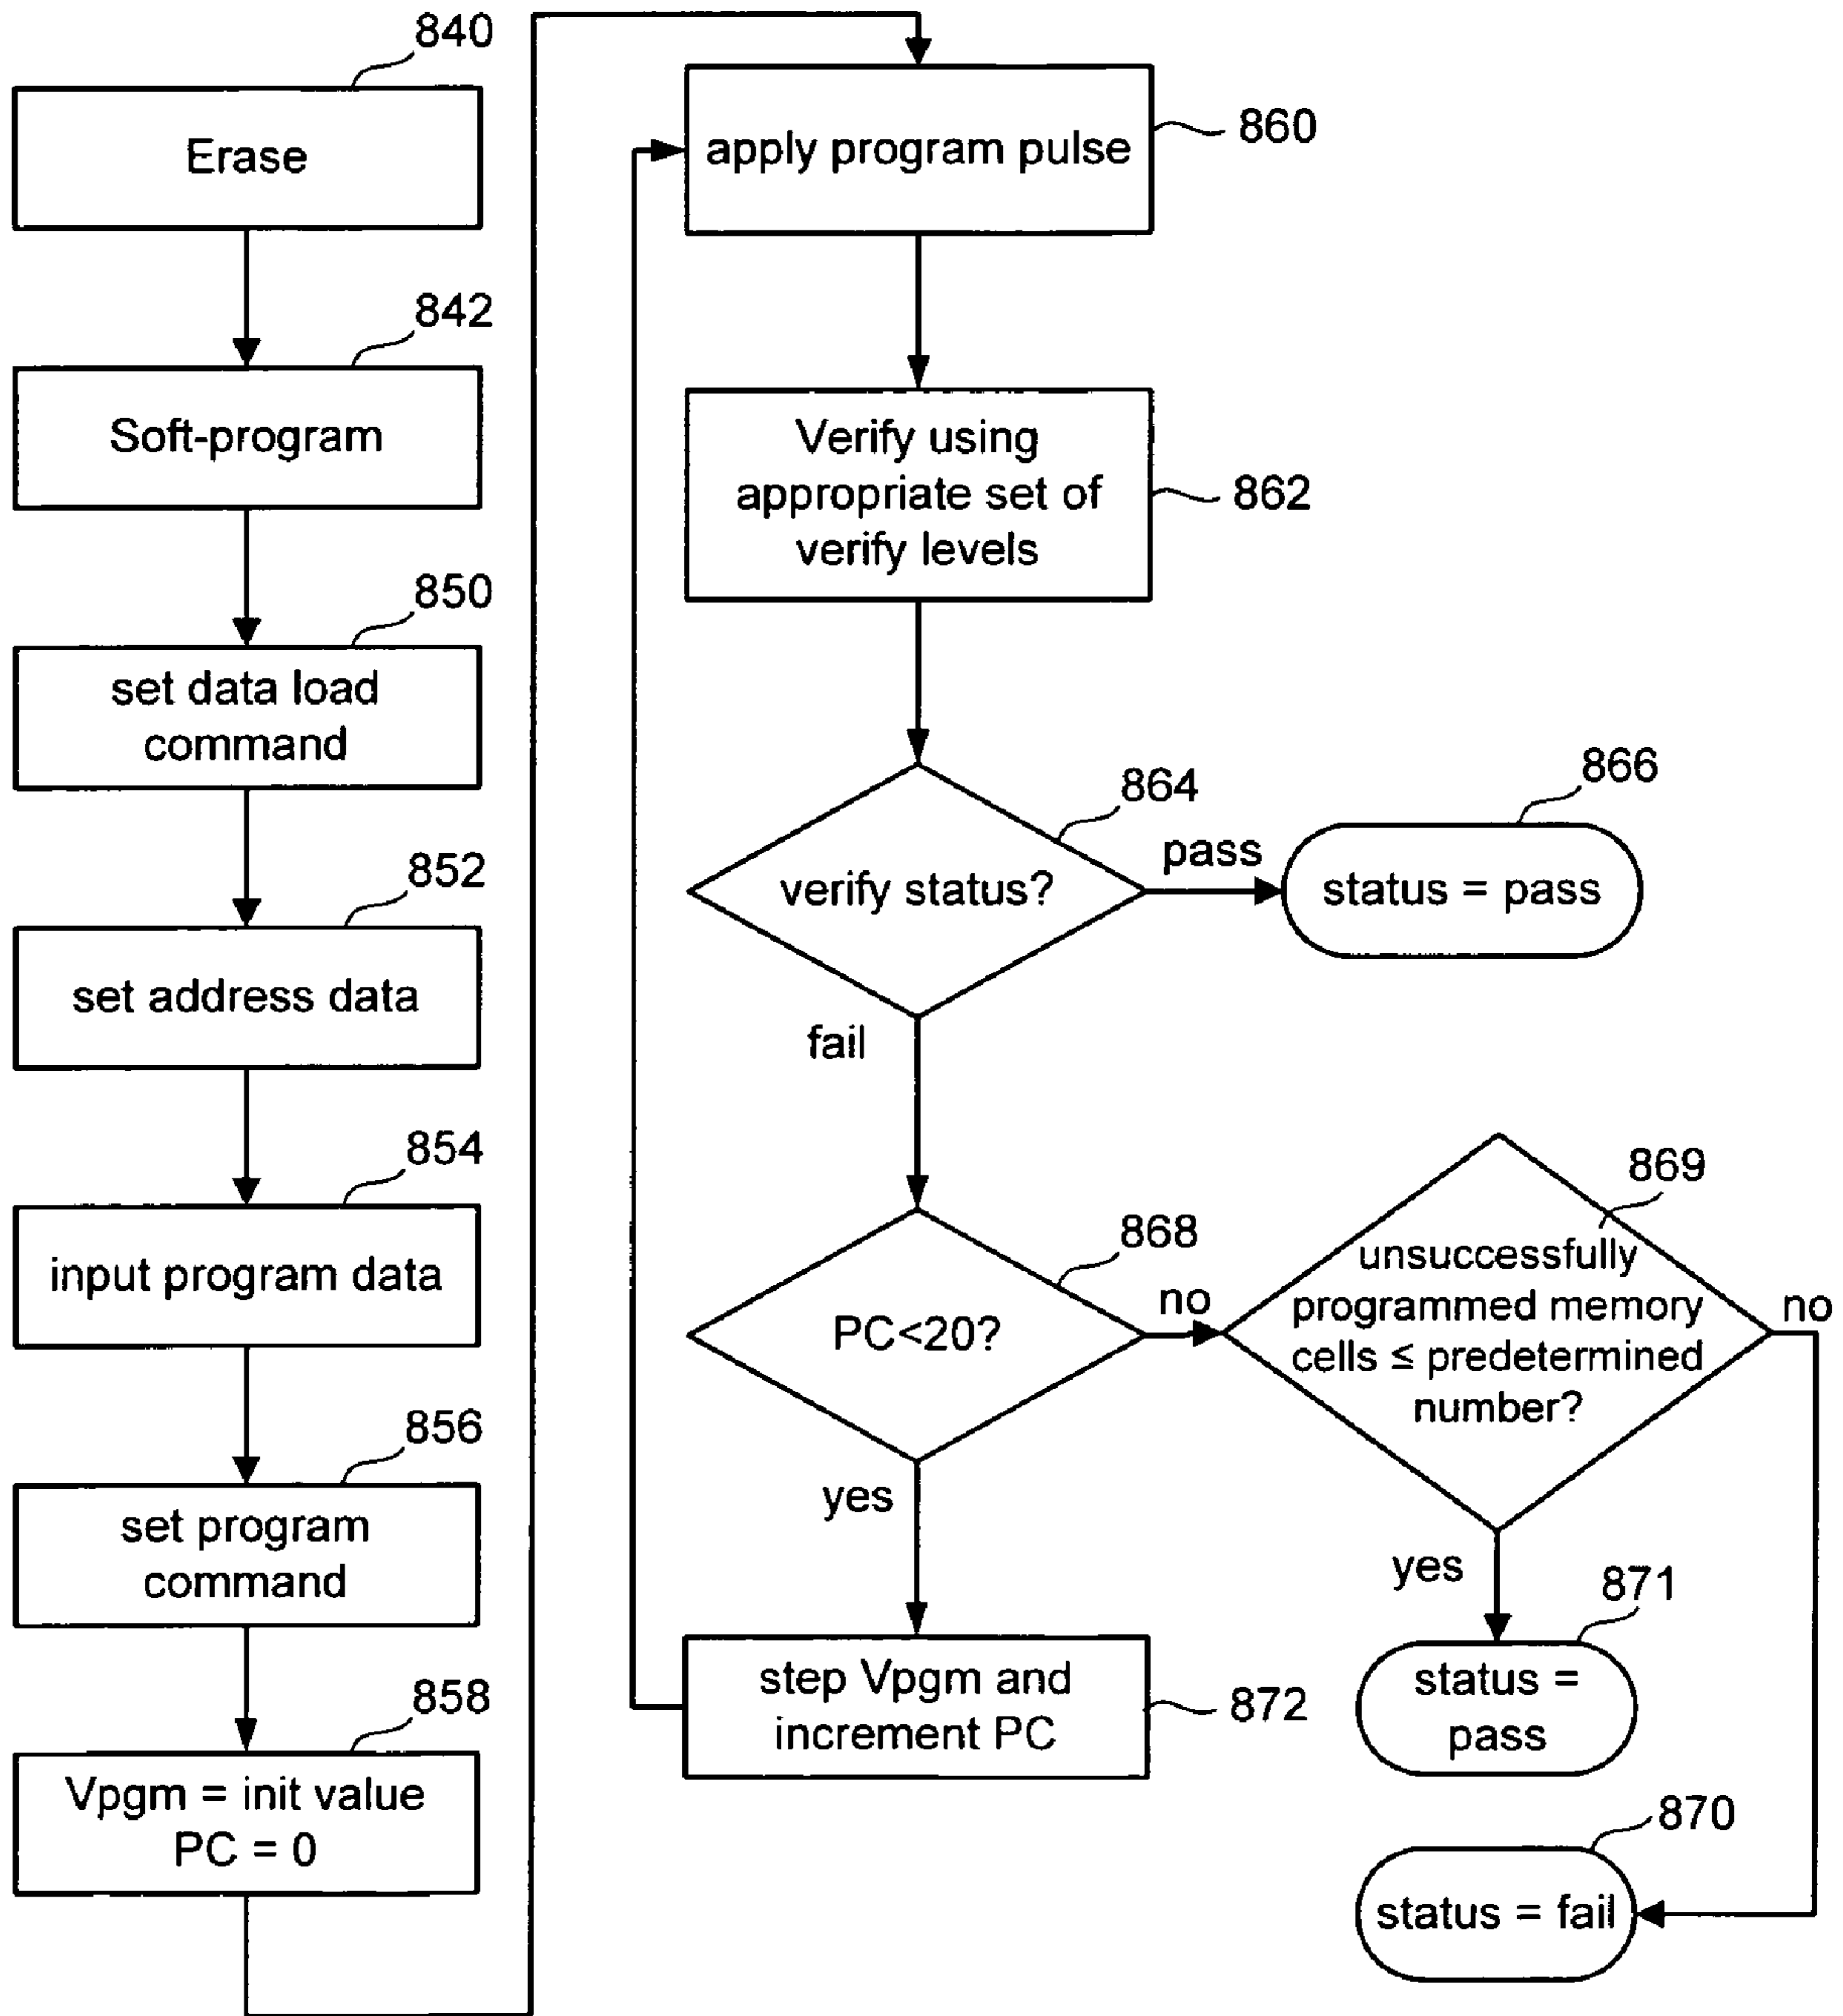 840
Erase
842
Soft-program
850
set data load
command
852
set address data
854
input program data
856
set program
command
858
Vpgm = init value
PC = 0
860
apply program pulse
862
Verify using
appropriate set of
verify levels
864
verify status?
pass
866
status = pass
fail
868
PC<20?
no
869
unsuccessfully
programmed memory
cells ≤ predetermined
number?
no
yes
yes
871
status =
pass
872
step Vpgm and
increment PC
870
status = fail